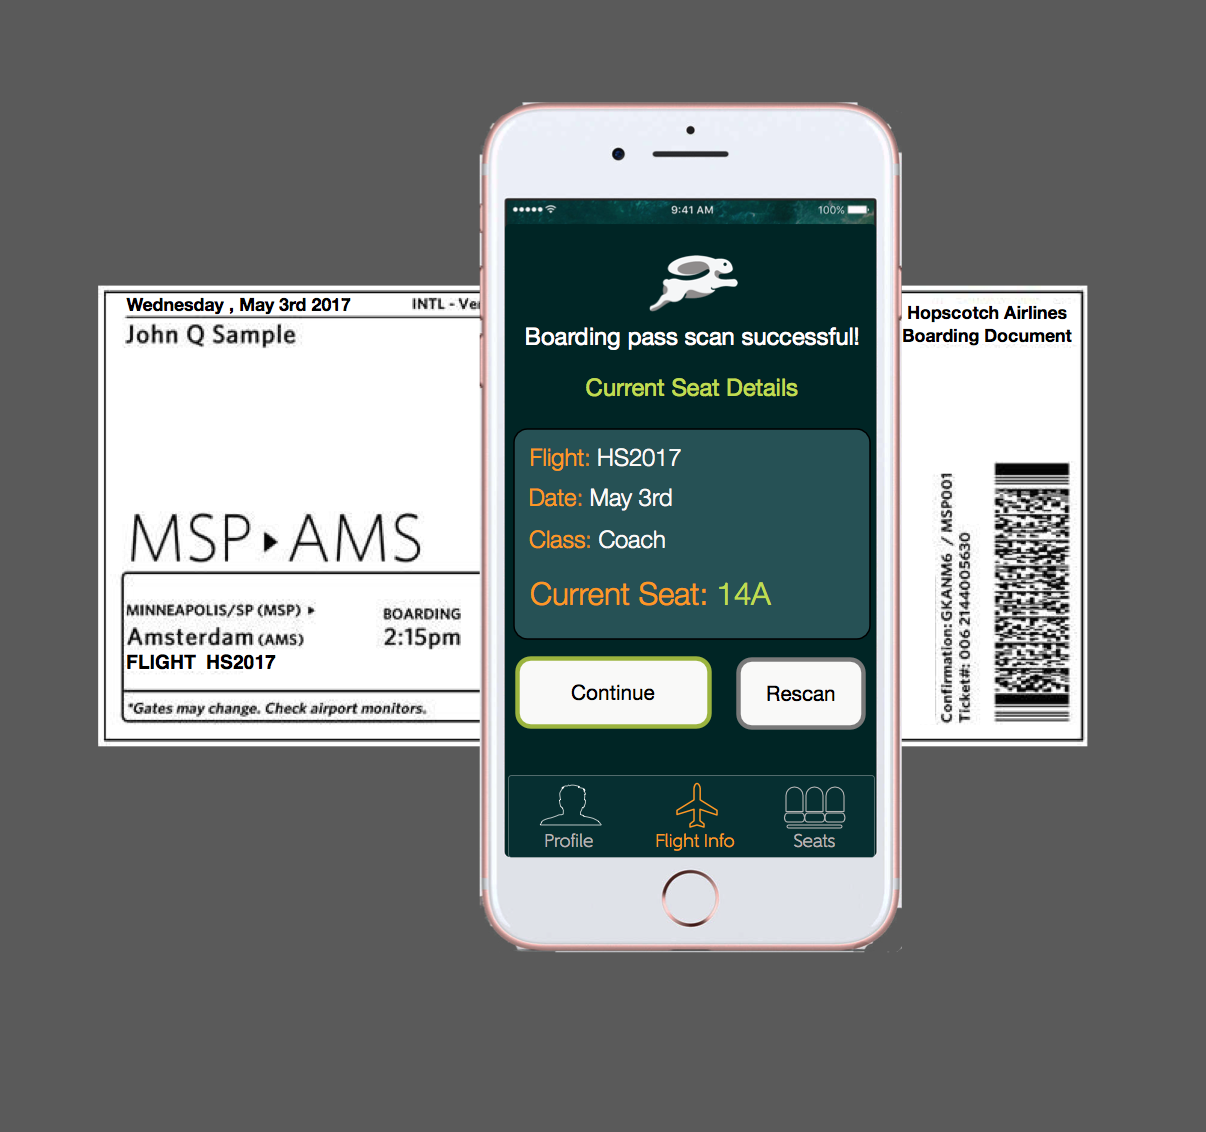 Wednesday , May 3rd 2017
INTL - Ve
John Q Sample
MSP▸AMS
MINNEAPOLIS/SP (MSP) ▸
Amsterdam (AMS)
FLIGHT HS2017
BOARDING
2:15pm
*Gates may change. Check airport monitors.
9:41 AM
100%
Boarding pass scan successful!
Current Seat Details
Flight: HS2017
Date: May 3rd
Class: Coach
Current Seat: 14A
Continue
Rescan
Profile
Flight Info
Seats
Hopscotch Airlines
Boarding Document
Confirmation: GKANM6 / MSP001
Ticket#: 006 2144005630